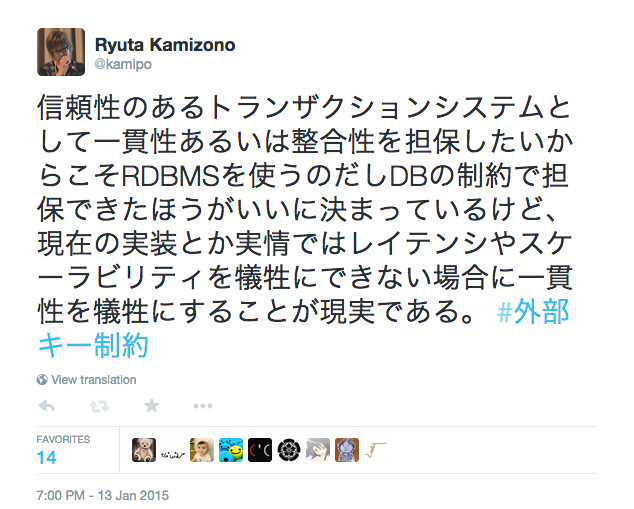 Ryuta Kamizono
@kamipo
信頼性のあるトランザクションシステムと
して一貫性あるいは整合性を担保したいか
らこそRDBMSを使うのだしDBの制約で担
保できたほうがいいに決まっているけど、
現在の実装とか実情ではレイテンシやスケ
ーラビリティを犠牲にできない場合に一貫
性を犠牲にすることが現実である。 #外部
キー制約
View translation
FAVORITES
14
7:00 PM - 13 Jan 2015